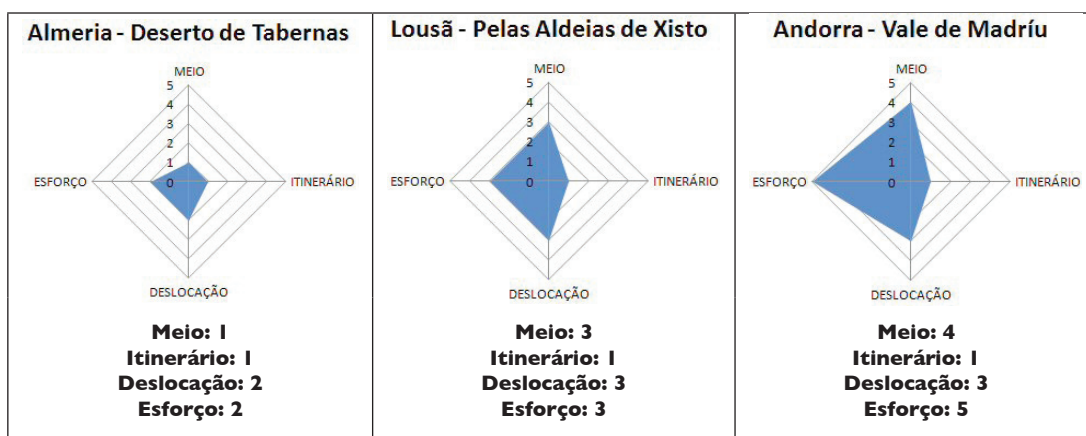 Almeria - Deserto de Tabernas
MEIO
5
4
3
2
1
0
ESFORÇO
ITINERÁRIO
DESLOCAÇÃO
Meio: 1
Itinerário: 1
Deslocação: 2
Esforço: 2
Lousã - Pelas Aldeias de Xisto
MEIO
5
4
3
2
1
0
ESFORÇO
ITINERÁRIO
DESLOCAÇÃO
Meio: 3
Itinerário: 1
Deslocação: 3
Esforço: 3
Andorra - Vale de Madríu
MEIO
5
4
3
2
1
0
ESFORÇO
ITINERÁRIO
DESLOCAÇÃO
Meio: 4
Itinerário: 1
Deslocação: 3
Esforço: 5